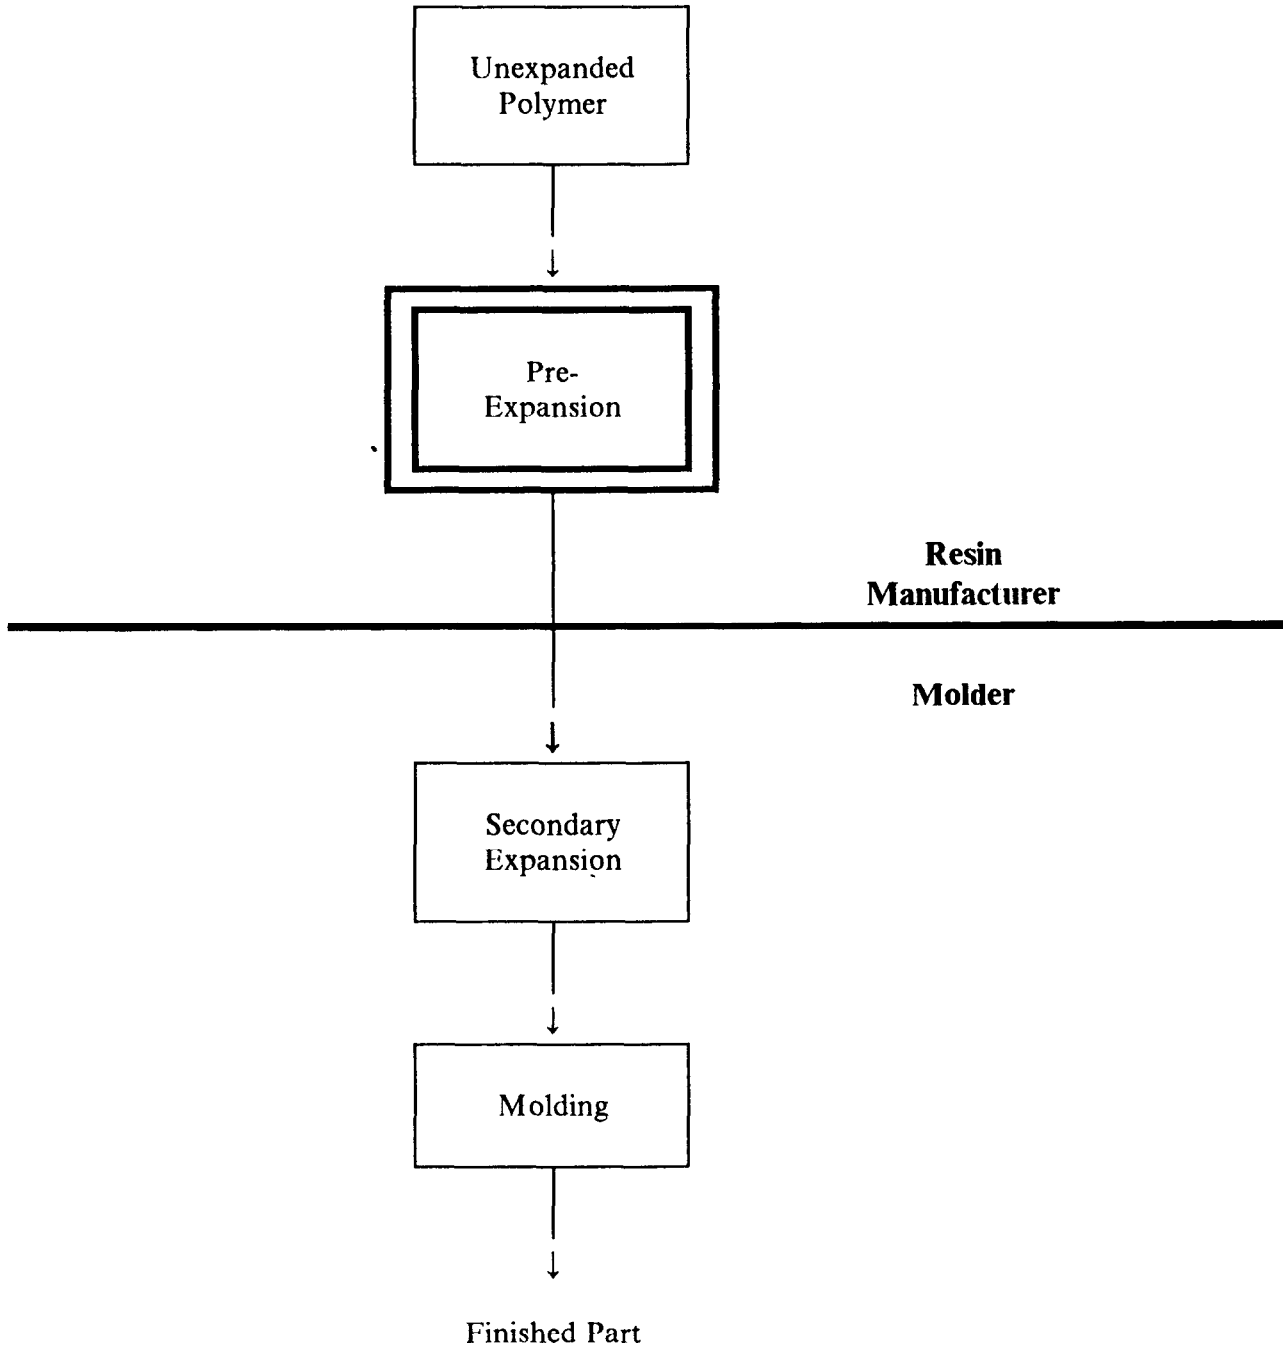 Unexpanded
Polymer
Pre-
Expansion
Resin
Manufacturer
Molder
Secondary
Expansion
Molding
Finished Part